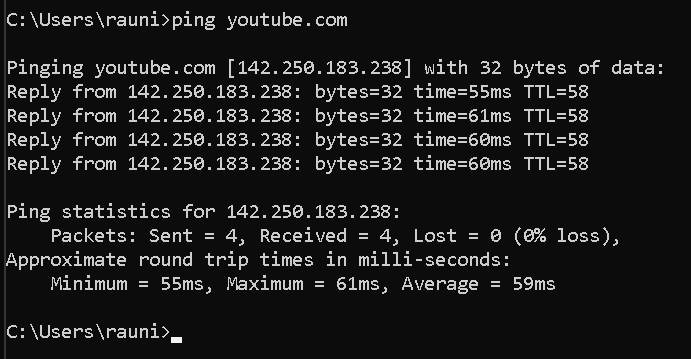 C:\Users\rauni>ping youtube.com
Pinging youtube.com [142.250.183.238] with 32 bytes of data:
Reply from 142.250.183.238: bytes=32 time=55ms TTL=58
Reply from 142.250.183.238: bytes=32 time=61ms TTL=58
Reply from 142.250.183.238: bytes=32 time=60ms TTL=58
Reply from 142.250.183.238: bytes=32 time=60ms TTL=58
Ping statistics for 142.250.183.238:
    Packets: Sent = 4, Received = 4, Lost = 0 (0% loss),
Approximate round trip times in milli-seconds:
    Minimum = 55ms, Maximum = 61ms, Average = 59ms
C:\Users\rauni>